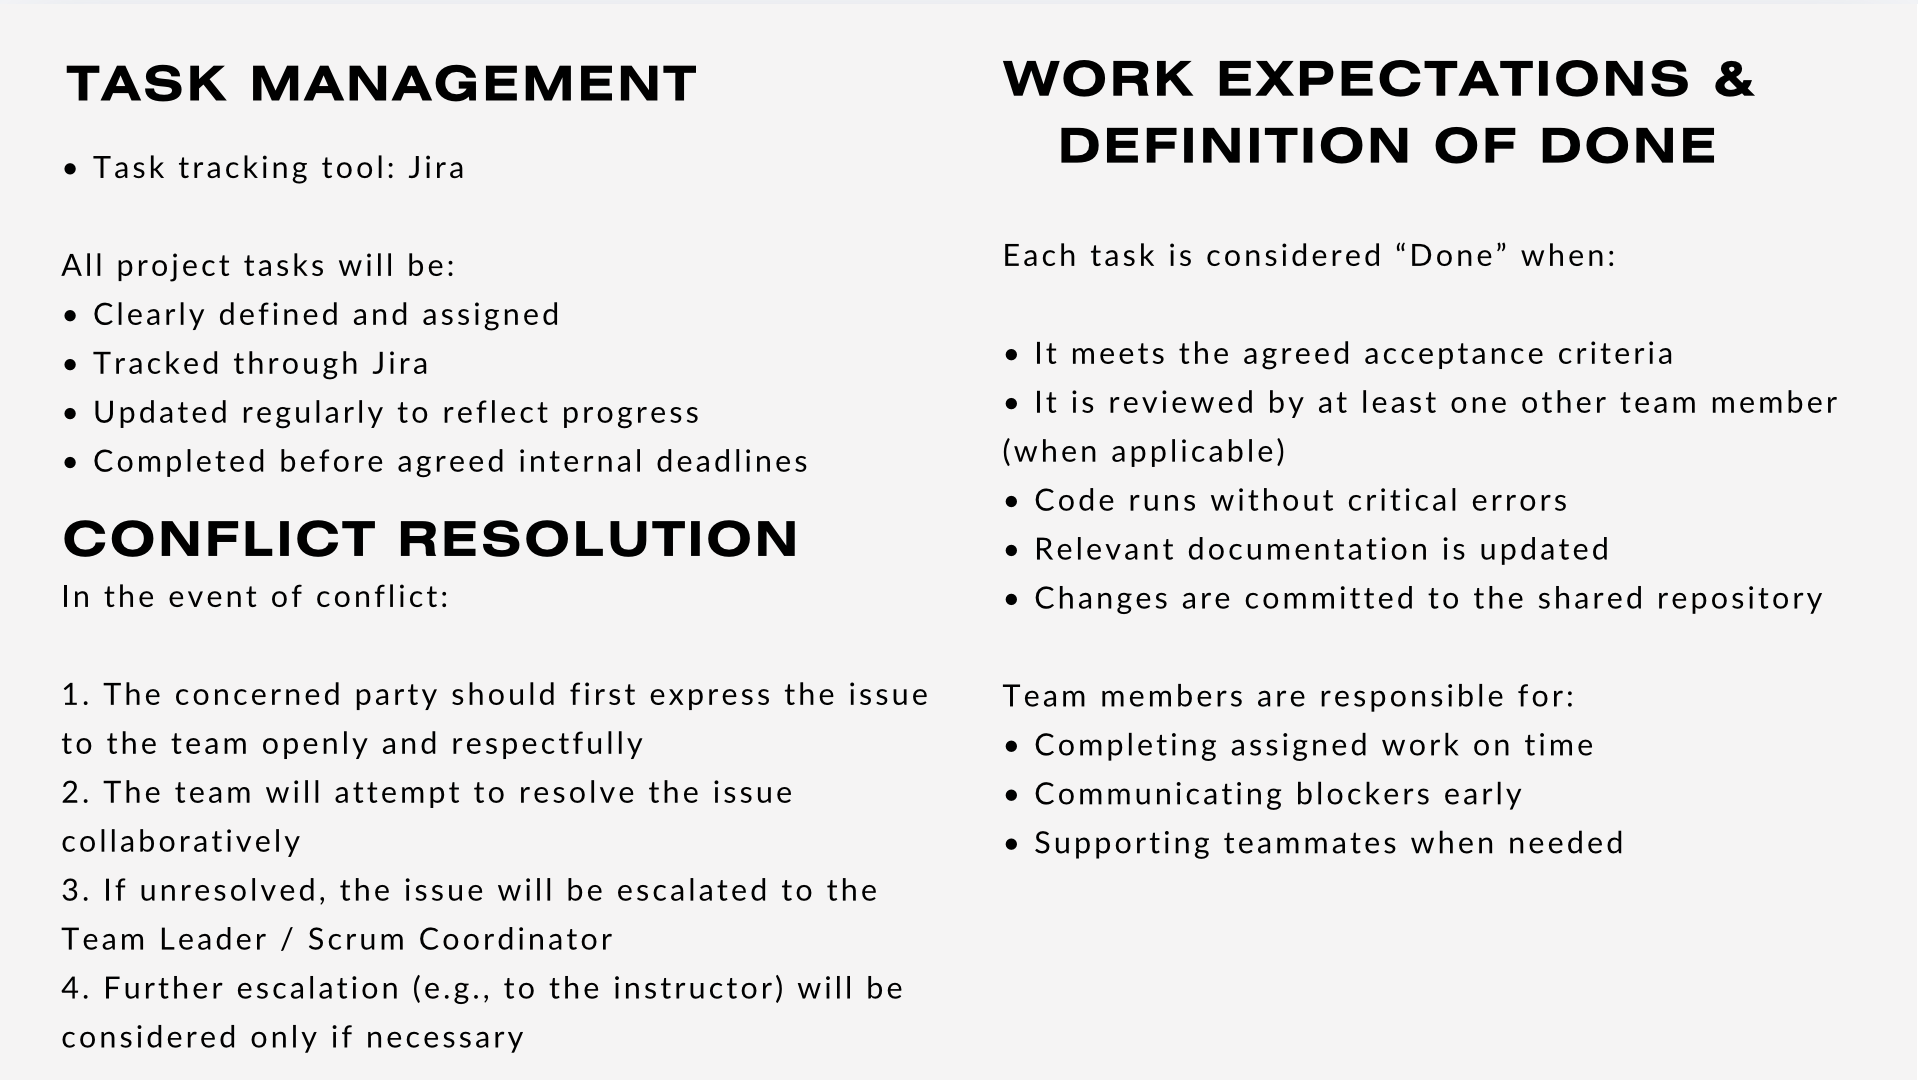 TASK MANAGEMENT
• Task tracking tool: Jira
All project tasks will be:
• Clearly defined and assigned
• Tracked through Jira
• Updated regularly to reflect progress
• Completed before agreed internal deadlines
CONFLICT RESOLUTION
In the event of conflict:
1. The concerned party should first express the issue
to the team openly and respectfully
2. The team will attempt to resolve the issue
collaboratively
3. If unresolved, the issue will be escalated to the
Team Leader / Scrum Coordinator
4. Further escalation (e.g., to the instructor) will be
considered only if necessary
WORK EXPECTATIONS &
DEFINITION OF DONE
Each task is considered “Done” when:
• It meets the agreed acceptance criteria
• It is reviewed by at least one other team member
(when applicable)
• Code runs without critical errors
• Relevant documentation is updated
• Changes are committed to the shared repository
Team members are responsible for:
• Completing assigned work on time
• Communicating blockers early
• Supporting teammates when needed